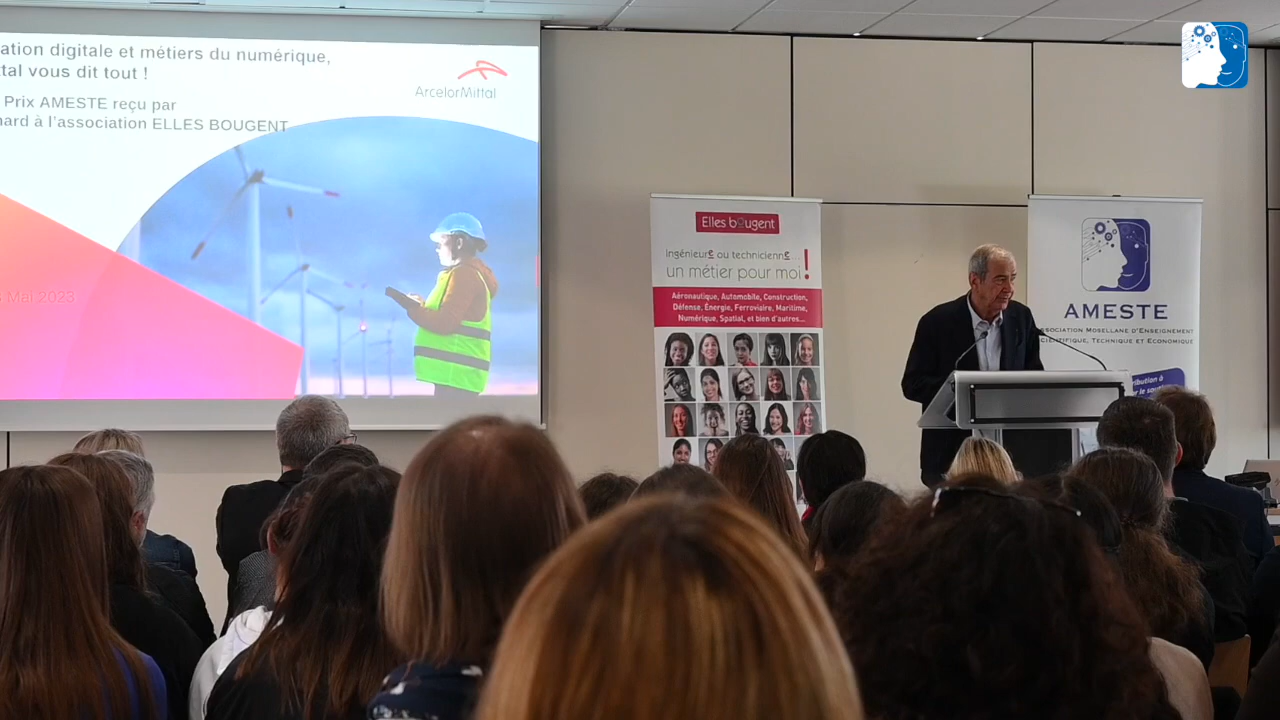 ation digitale et métiers du numérique,
ttal vous dit tout !
Prix AMESTE reçu par
nard à l'association ELLES BOUGENT
ArcelorMittal
Mai 2023
Elles bougent
ingénieure ou technicienne...
un métier pour moi !
Aéronautique, Automobile, Construction,
Défense, Énergie, Ferroviaire, Maritime,
Numérique, Spatial, et bien d'autres...
AMESTE
ASSOCIATION MOSELLANE D'ENSEIGNEMENT
SCIENTIFIQUE, TECHNIQUE ET ECONOMIQUE